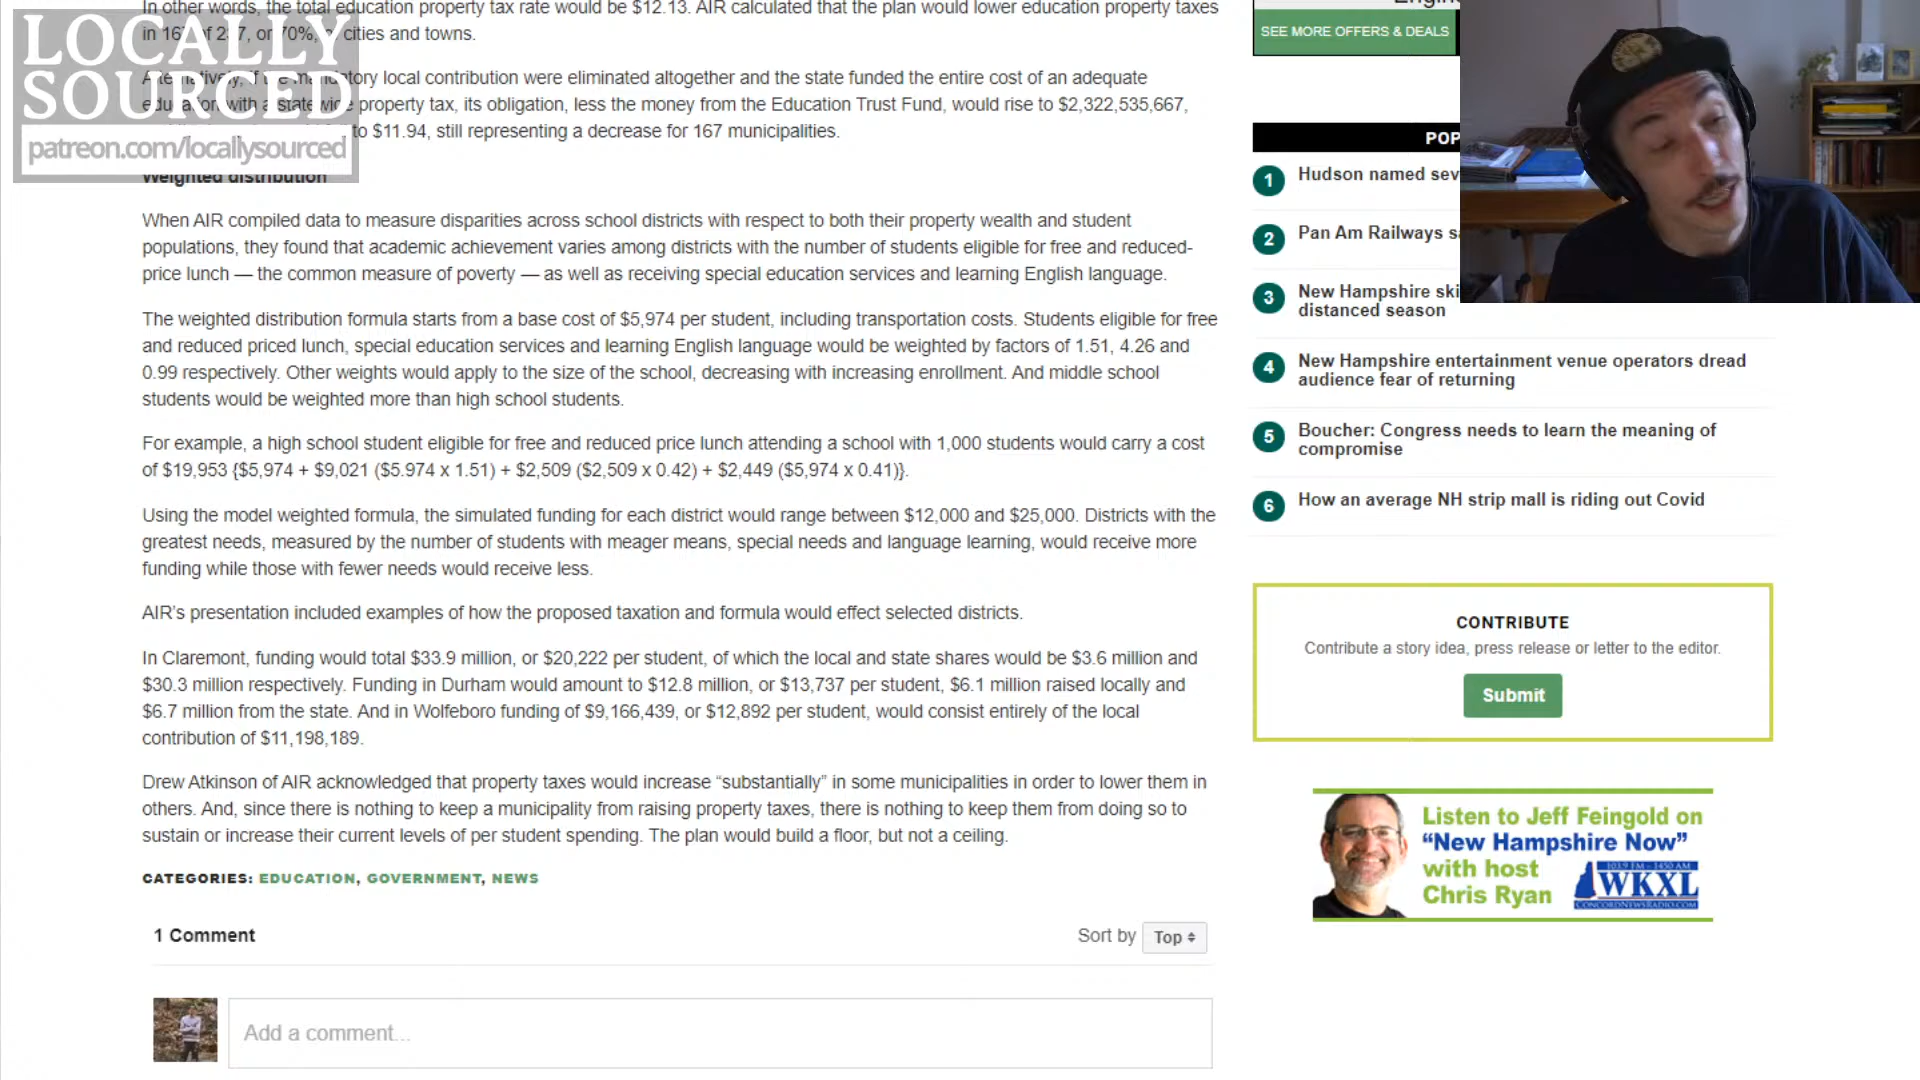 In other words, the total education property tax rate would be $12.13. AIR calculated that the plan would lower education property taxes
in 167 of 237, or 70%, of cities and towns.
LOCALLY
SOURCED
patreon.com/locallysourced
Alternatively, if the mandatory local contribution were eliminated altogether and the state funded the entire cost of an adequate
education with a statewide property tax, its obligation, less the money from the Education Trust Fund, would rise to $2,322,535,667,
to $11.94, still representing a decrease for 167 municipalities.
Weighted distribution
When AIR compiled data to measure disparities across school districts with respect to both their property wealth and student
populations, they found that academic achievement varies among districts with the number of students eligible for free and reduced-
price lunch — the common measure of poverty — as well as receiving special education services and learning English language.
The weighted distribution formula starts from a base cost of $5,974 per student, including transportation costs. Students eligible for free
and reduced priced lunch, special education services and learning English language would be weighted by factors of 1.51, 4.26 and
0.99 respectively. Other weights would apply to the size of the school, decreasing with increasing enrollment. And middle school
students would be weighted more than high school students.
For example, a high school student eligible for free and reduced price lunch attending a school with 1,000 students would carry a cost
of $19,953 {$5,974 + $9,021 ($5.974 x 1.51) + $2,509 ($2,509 x 0.42) + $2,449 ($5,974 x 0.41)}.
Using the model weighted formula, the simulated funding for each district would range between $12,000 and $25,000. Districts with the
greatest needs, measured by the number of students with meager means, special needs and language learning, would receive more
funding while those with fewer needs would receive less.
AIR's presentation included examples of how the proposed taxation and formula would effect selected districts.
In Claremont, funding would total $33.9 million, or $20,222 per student, of which the local and state shares would be $3.6 million and
$30.3 million respectively. Funding in Durham would amount to $12.8 million, or $13,737 per student, $6.1 million raised locally and
$6.7 million from the state. And in Wolfeboro funding of $9,166,439, or $12,892 per student, would consist entirely of the local
contribution of $11,198,189.
Drew Atkinson of AIR acknowledged that property taxes would increase “substantially” in some municipalities in order to lower them in
others. And, since there is nothing to keep a municipality from raising property taxes, there is nothing to keep them from doing so to
sustain or increase their current levels of per student spending. The plan would build a floor, but not a ceiling.
CATEGORIES: EDUCATION, GOVERNMENT, NEWS
1 Comment
Sort by Top
Add a comment...
SEE MORE OFFERS & DEALS
POP
1 Hudson named sev
2 Pan Am Railways s
3 New Hampshire ski
distanced season
4 New Hampshire entertainment venue operators dread
audience fear of returning
5 Boucher: Congress needs to learn the meaning of
compromise
6 How an average NH strip mall is riding out Covid
CONTRIBUTE
Contribute a story idea, press release or letter to the editor.
Submit
Listen to Jeff Feingold on
“New Hampshire Now”
with host
Chris Ryan
103.9 FM - 1450 AM
WKXL
CONCORDNEWSRADIO.COM